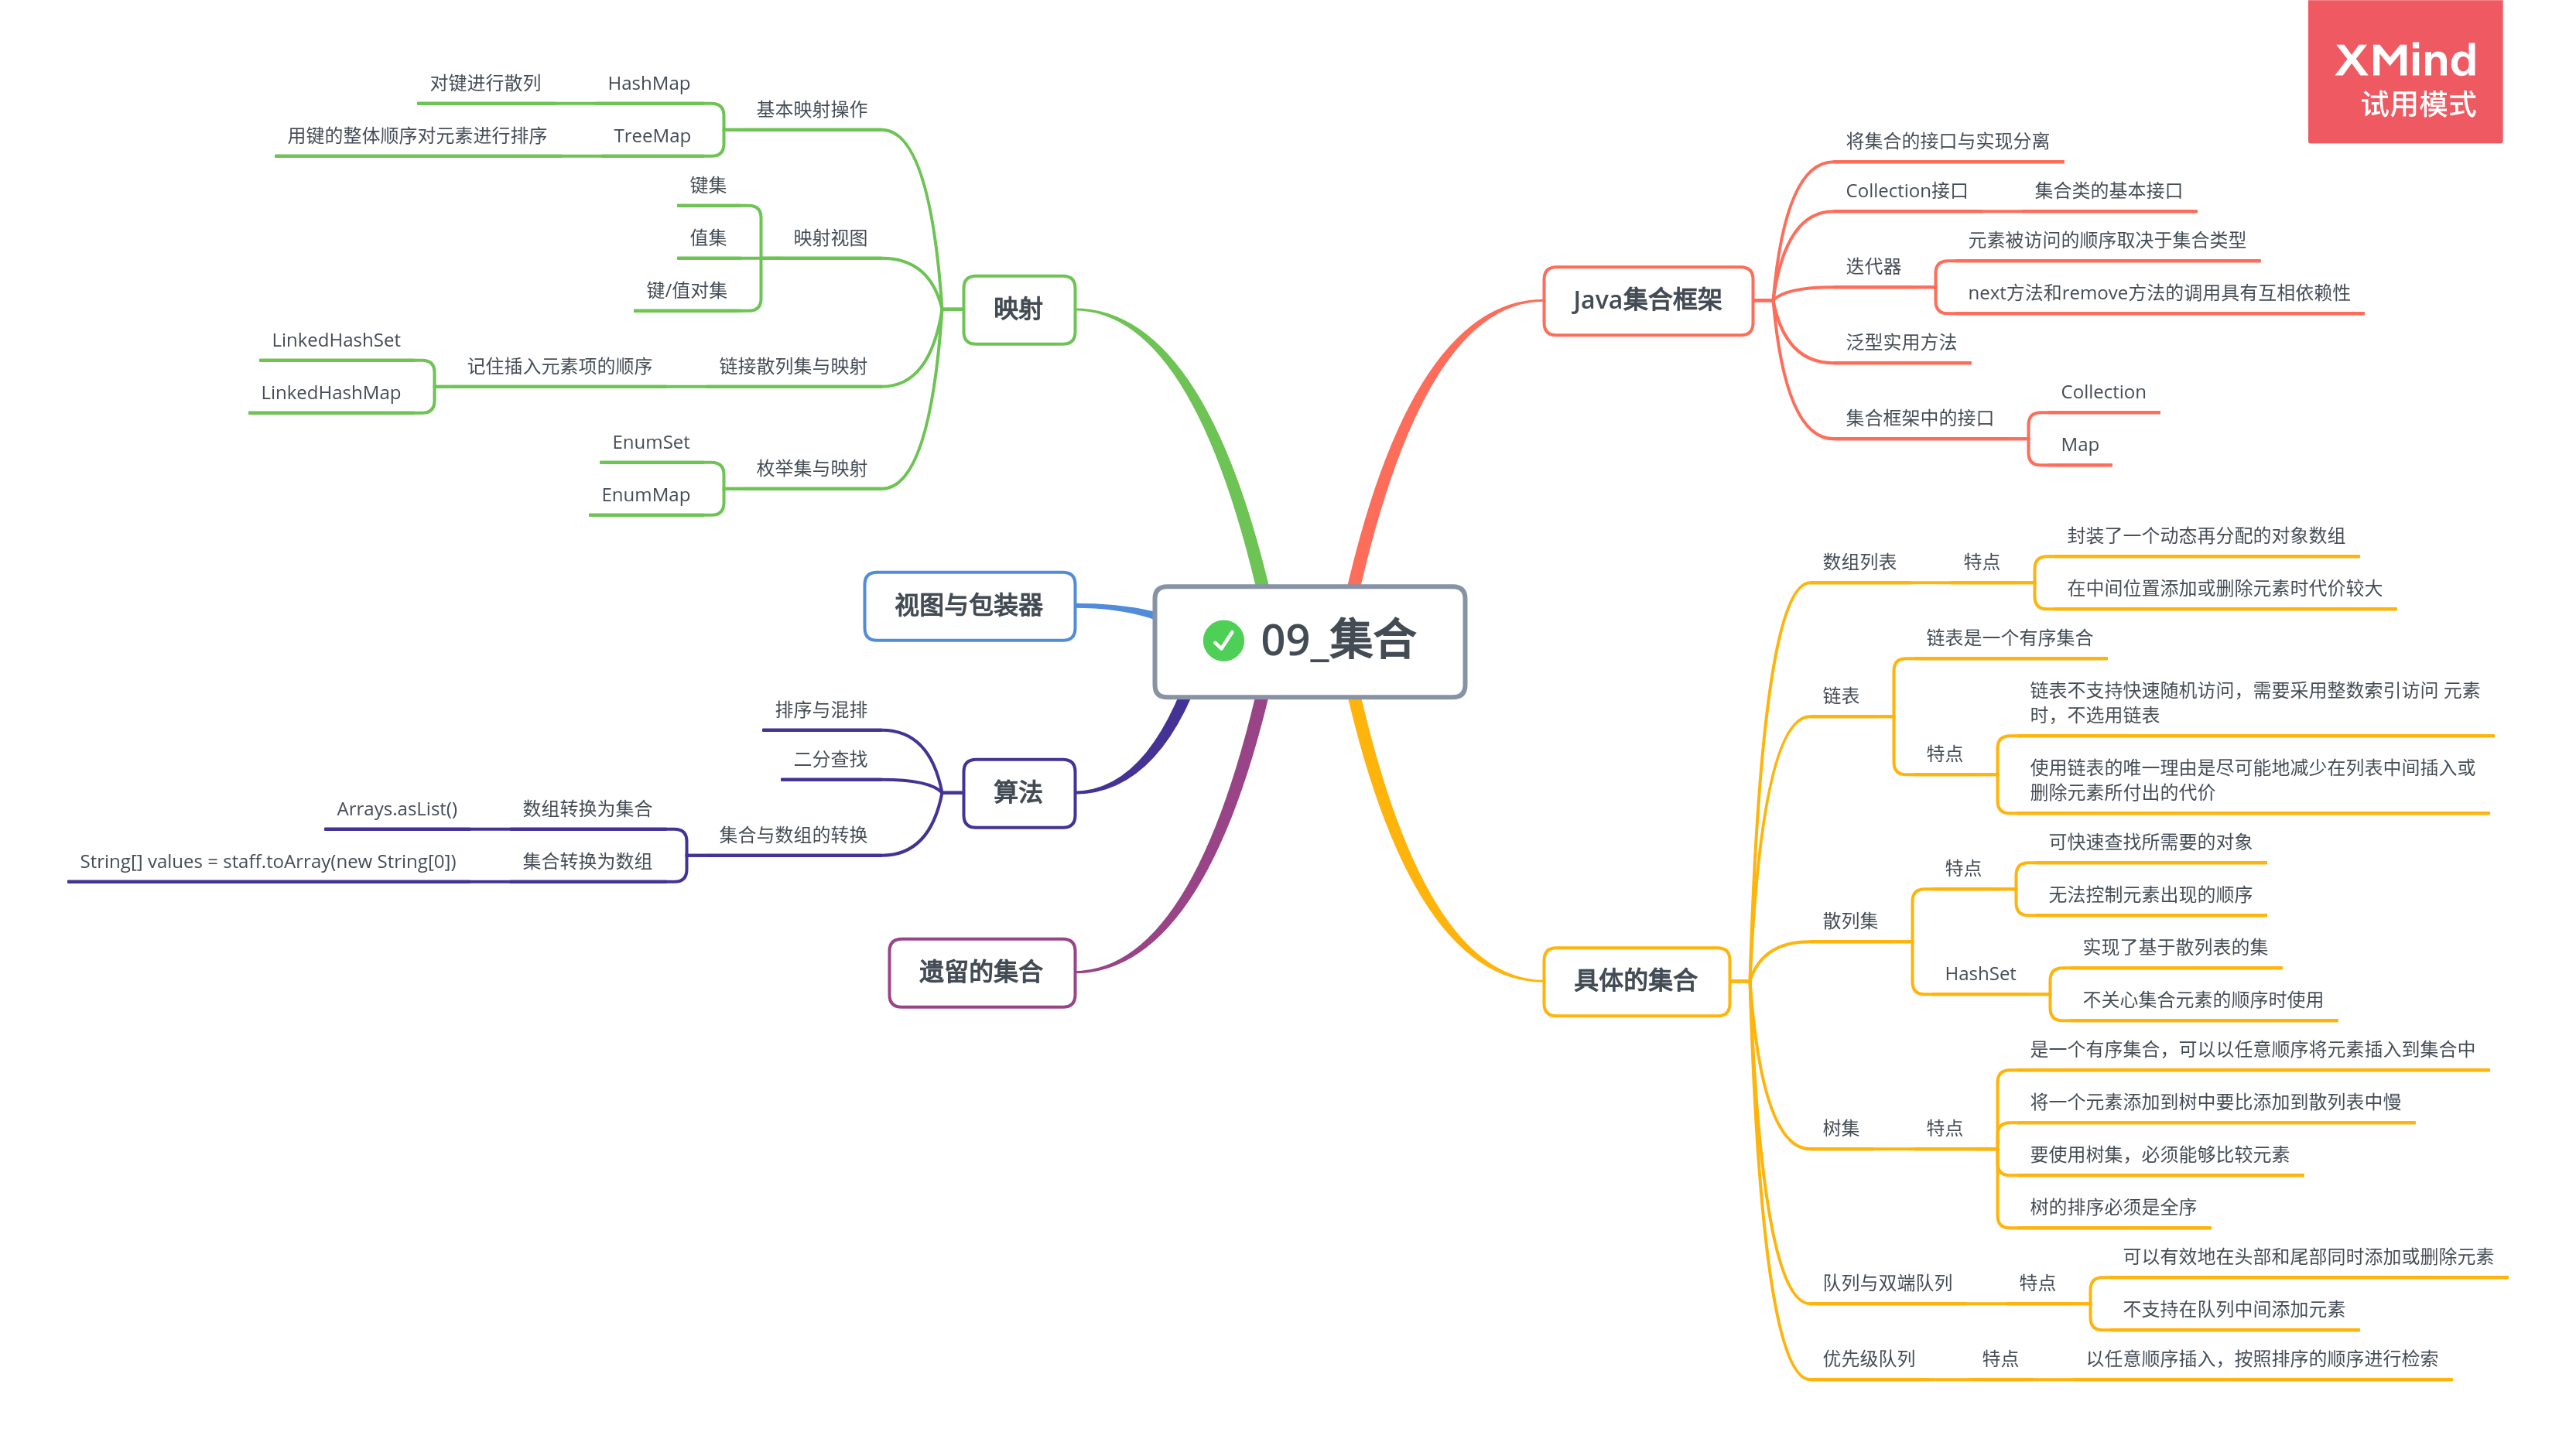 XMind
试用模式
09_集合
Java集合框架
将集合的接口与实现分离
Collection接口
集合类的基本接口
迭代器
元素被访问的顺序取决于集合类型
next方法和remove方法的调用具有互相依赖性
泛型实用方法
集合框架中的接口
Collection
Map
具体的集合
数组列表
特点
封装了一个动态再分配的对象数组
在中间位置添加或删除元素时代价较大
链表
链表是一个有序集合
特点
链表不支持快速随机访问，需要采用整数索引访问 元素
时，不选用链表
使用链表的唯一理由是尽可能地减少在列表中间插入或
删除元素所付出的代价
散列集
特点
可快速查找所需要的对象
无法控制元素出现的顺序
HashSet
实现了基于散列表的集
不关心集合元素的顺序时使用
树集
特点
是一个有序集合，可以以任意顺序将元素插入到集合中
将一个元素添加到树中要比添加到散列表中慢
要使用树集，必须能够比较元素
树的排序必须是全序
队列与双端队列
特点
可以有效地在头部和尾部同时添加或删除元素
不支持在队列中间添加元素
优先级队列
特点
以任意顺序插入，按照排序的顺序进行检索
映射
基本映射操作
HashMap
对键进行散列
TreeMap
用键的整体顺序对元素进行排序
映射视图
键集
值集
键/值对集
链接散列集与映射
记住插入元素项的顺序
LinkedHashSet
LinkedHashMap
枚举集与映射
EnumSet
EnumMap
视图与包装器
算法
排序与混排
二分查找
集合与数组的转换
数组转换为集合
Arrays.asList()
集合转换为数组
String[] values = staff.toArray(new String[0])
遗留的集合